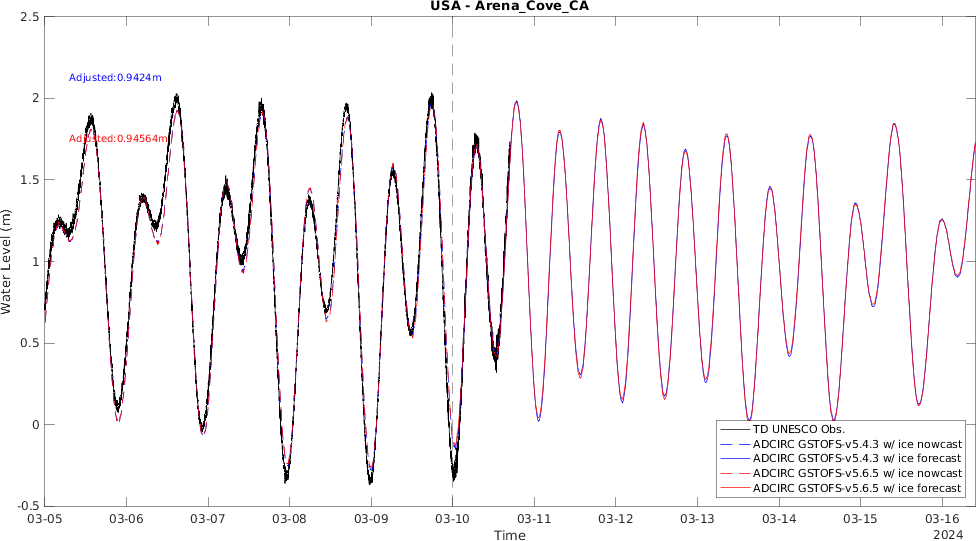 USA - Arena_Cove_CA
2.5
2
1.5
1
0.5
0
-0.5
Water Level (m)
Adjusted:0.9424m
Adjusted:0.94564m
TD UNESCO Obs.
ADCIRC GSTOFS-v5.4.3 w/ ice nowcast
ADCIRC GSTOFS-v5.4.3 w/ ice forecast
ADCIRC GSTOFS-v5.6.5 w/ ice nowcast
ADCIRC GSTOFS-v5.6.5 w/ ice forecast
03-05 03-06 03-07 03-08 03-09 03-10 03-11 03-12 03-13 03-14 03-15 03-16
Time
2024